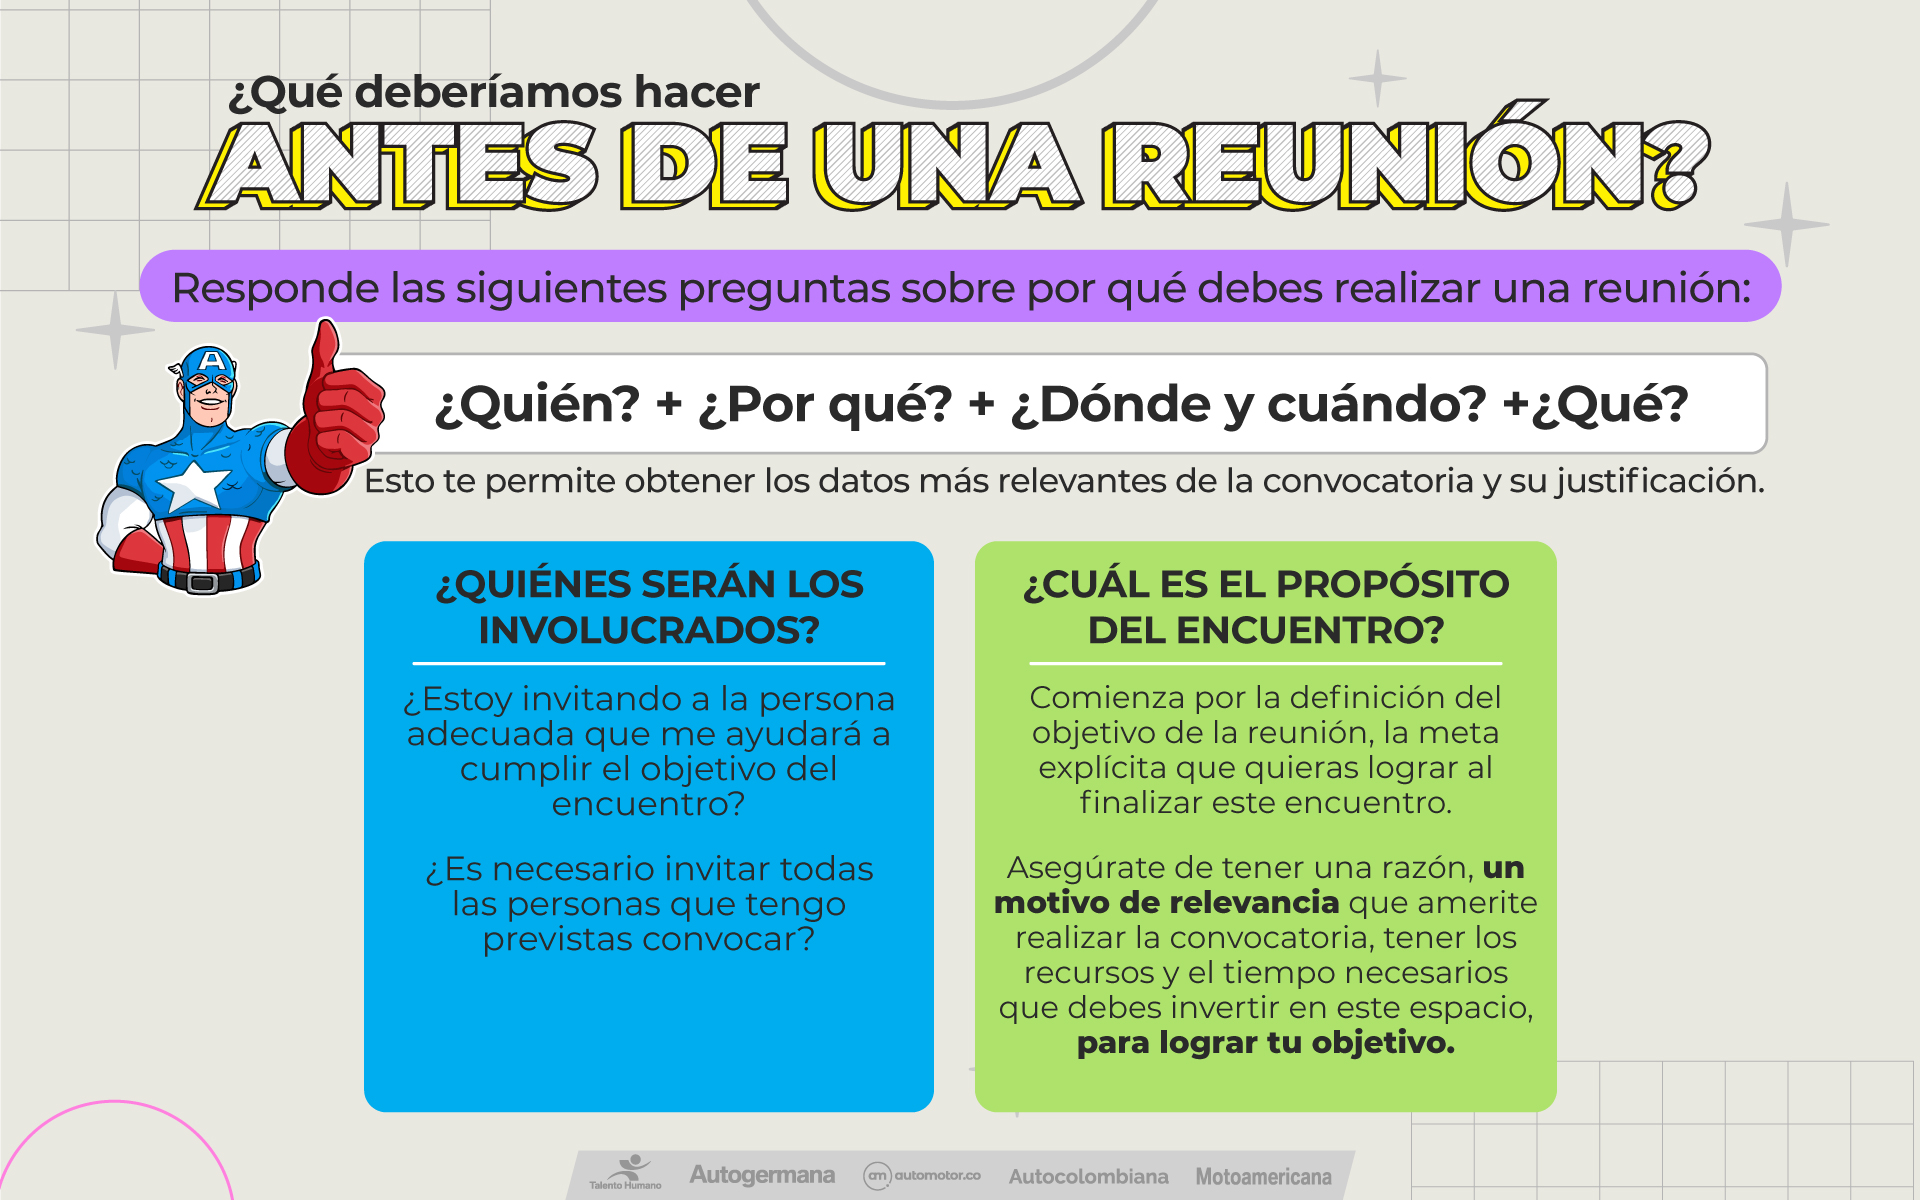 ¿Qué deberíamos hacer
ANTES DE UNA REUNIÓN?
Responde las siguientes preguntas sobre por qué debes realizar una reunión:
A
¿Quién? + ¿Por qué? + ¿Dónde y cuándo? +¿Qué?
Esto te permite obtener los datos más relevantes de la convocatoria y su justificación.
¿QUIÉNES SERÁN LOS
INVOLUCRADOS?
¿Estoy invitando a la persona
adecuada que me ayudará a
cumplir el objetivo del
encuentro?
¿Es necesario invitar todas
las personas que tengo
previstas convocar?
¿CUÁL ES EL PROPÓSITO
DEL ENCUENTRO?
Comienza por la definición del
objetivo de la reunión, la meta
explícita que quieras lograr al
finalizar este encuentro.
Asegúrate de tener una razón, un
motivo de relevancia que amerite
realizar la convocatoria, tener los
recursos y el tiempo necesarios
que debes invertir en este espacio,
para lograr tu objetivo.
Talento Humano
Autogermana
am. automotor.co
Autocolombiana
Motoamericana